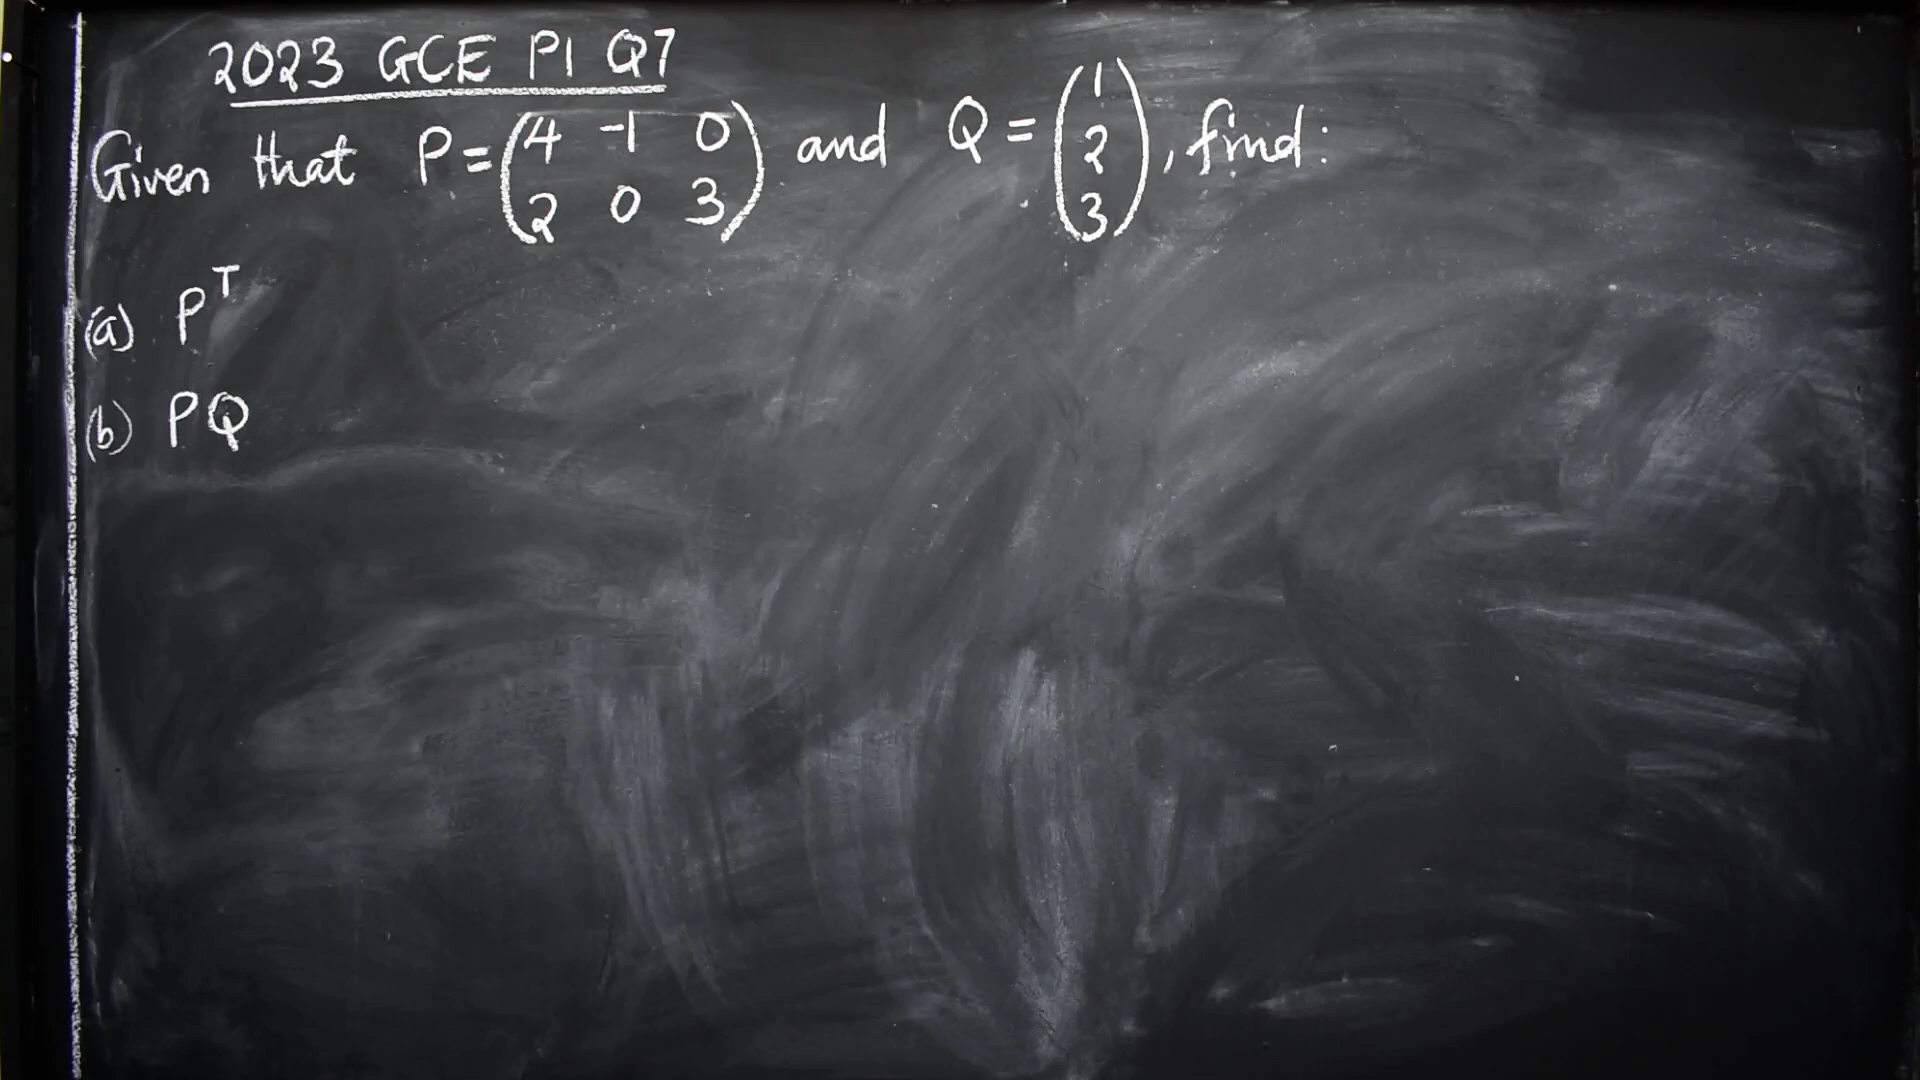 2023 GCE P1 Q7
Given that P = (4 -1 0
2 0 3) and Q = (1
2
3), find:
(a) P^T
(b) PQ